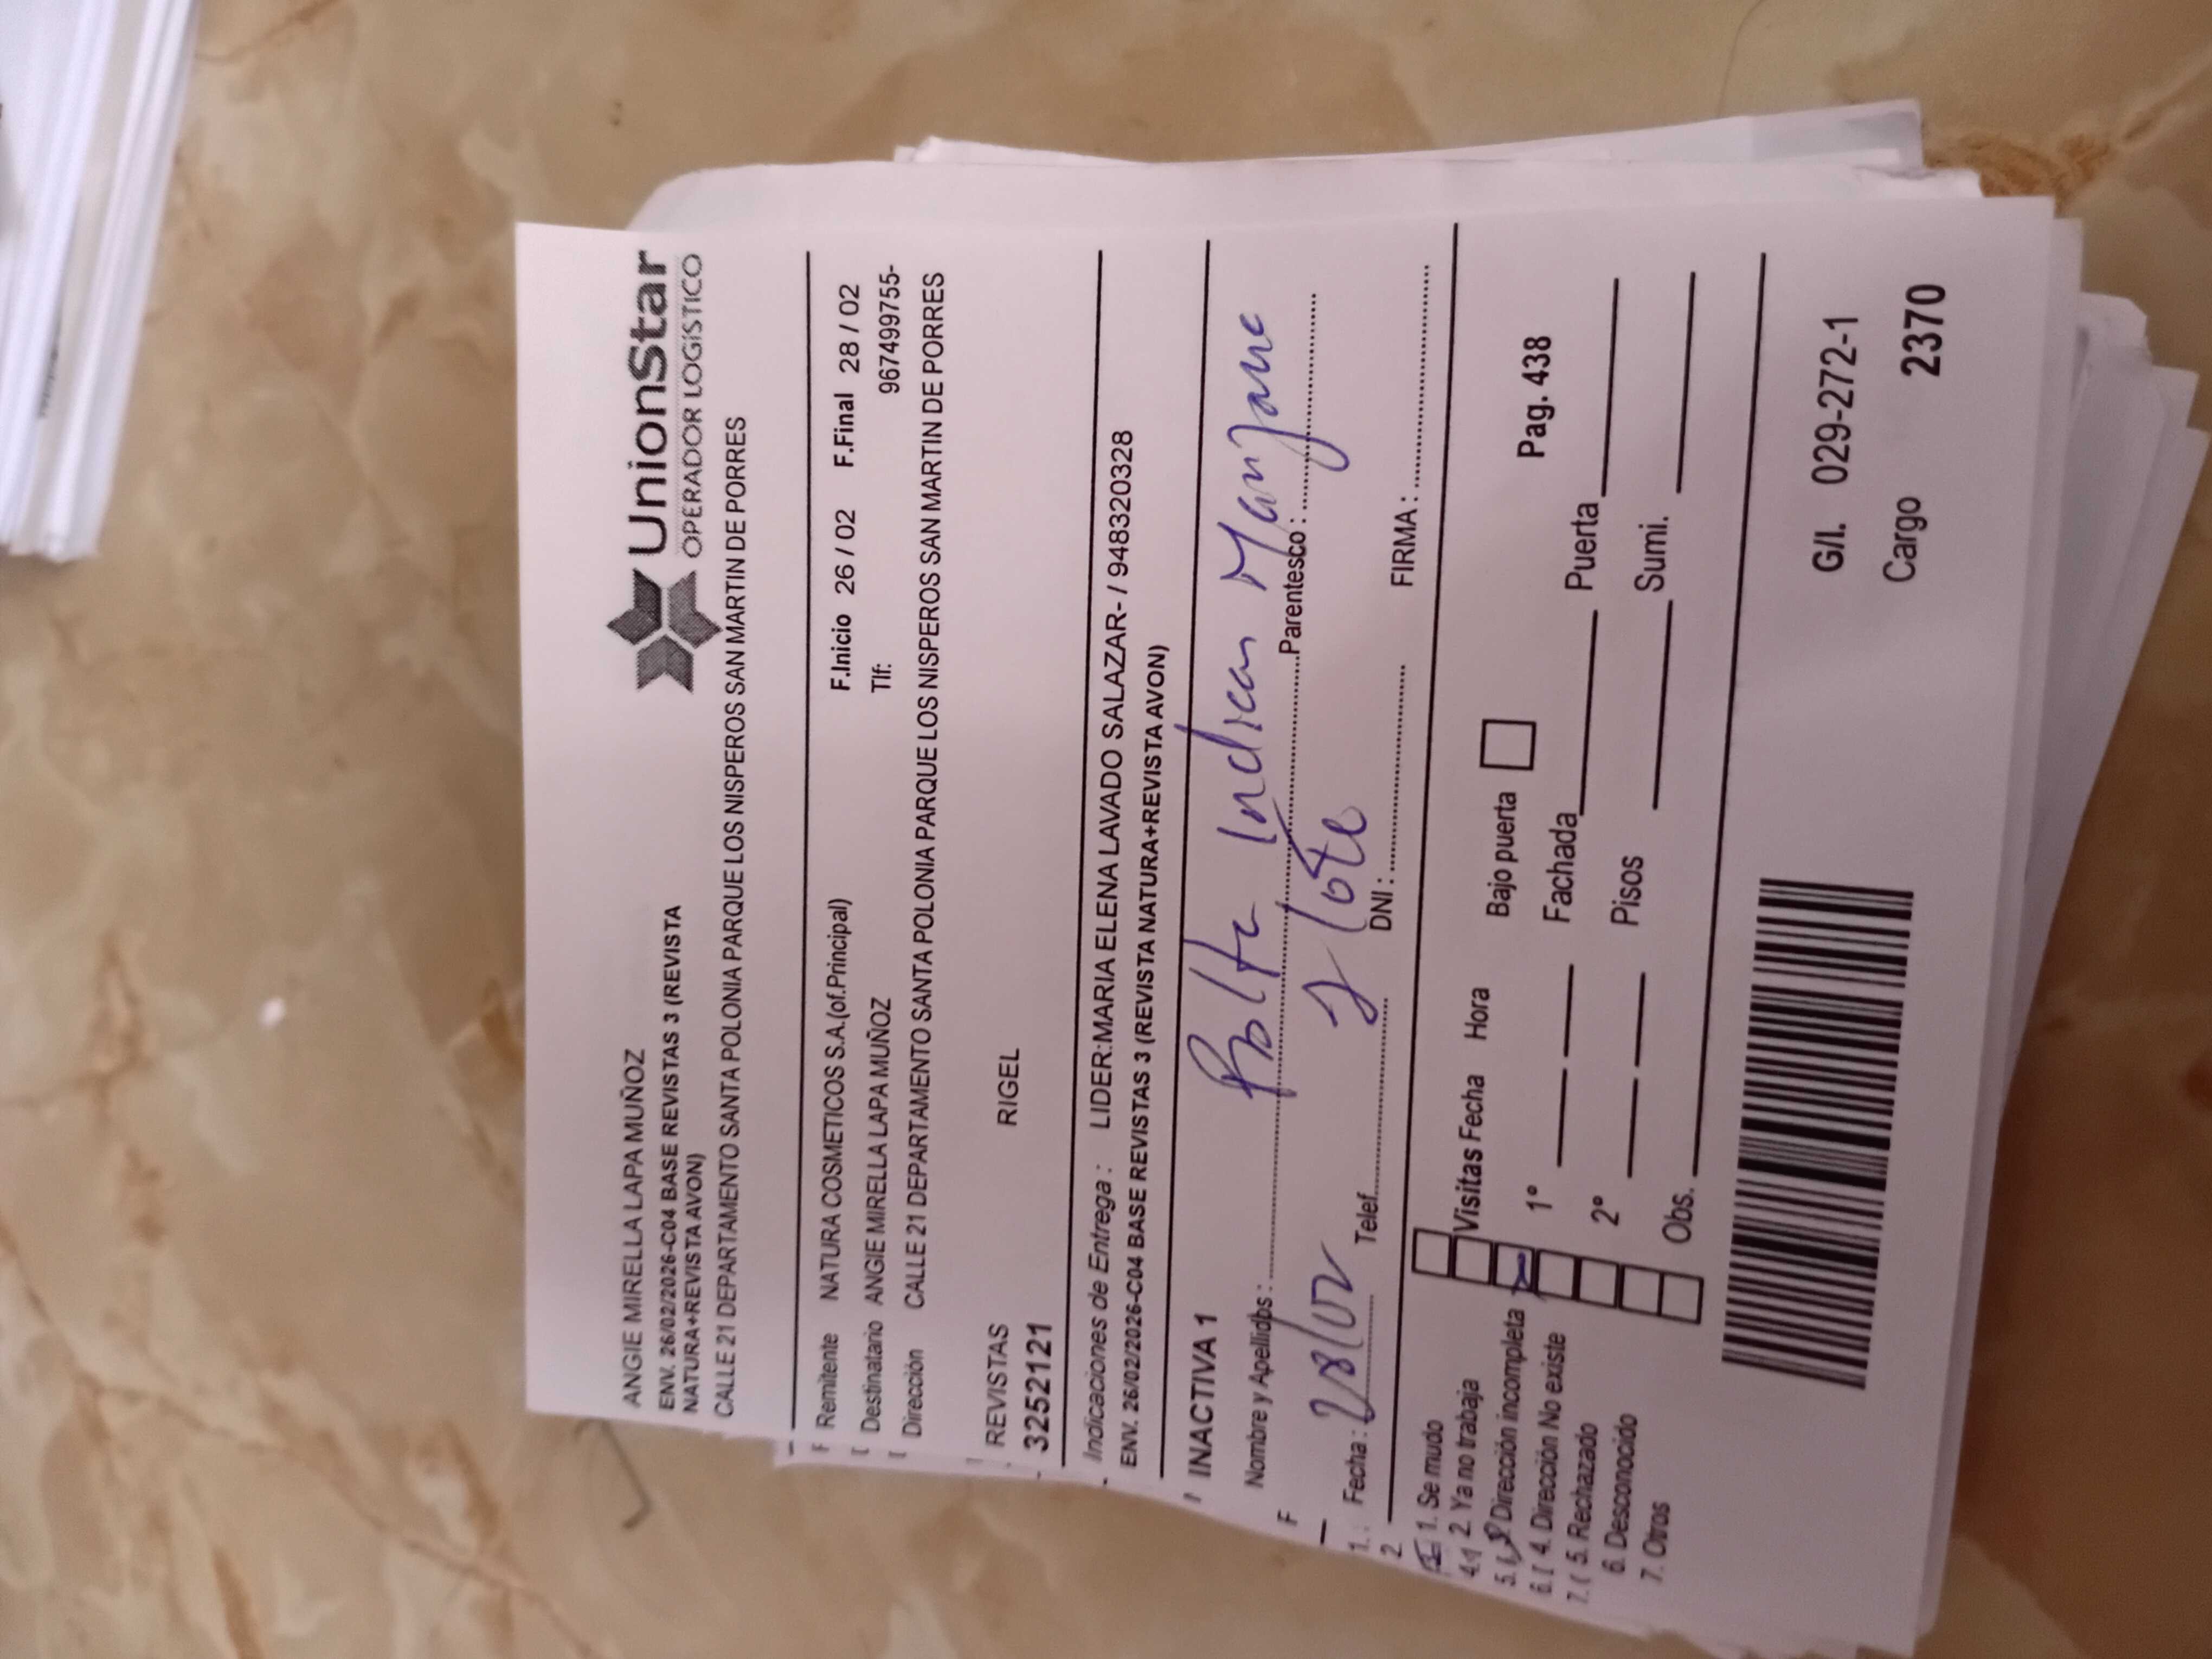 UnionStar
OPERADOR LOGÍSTICO
ANGIE MIRELLA LAPA MUÑOZ
ENV. 26/02/2026-C04 BASE REVISTAS 3 (REVISTA
NATURA+REVISTA AVON)
CALLE 21 DEPARTAMENTO SANTA POLONIA PARQUE LOS NISPEROS SAN MARTIN DE PORRES
Remitente NATURA COSMETICOS S.A.(of.Principal) F.Inicio 26 / 02 F.Final 28 / 02
Destinatario ANGIE MIRELLA LAPA MUÑOZ Tlf: 967499755-
Dirección CALLE 21 DEPARTAMENTO SANTA POLONIA PARQUE LOS NISPEROS SAN MARTIN DE PORRES
REVISTAS RIGEL
3252121
Indicaciones de Entrega : LIDER:MARIA ELENA LAVADO SALAZAR- / 948320328
ENV. 26/02/2026-C04 BASE REVISTAS 3 (REVISTA NATURA+REVISTA AVON)
INACTIVA 1
Falta Indicar Manzana
Nombre y Apellidos : Parentesco :
y lote
Fecha : 28/02 Telef. DNI : FIRMA :
1. Se mudo
2. Ya no trabaja Visitas Fecha Hora Bajo puerta Pag. 438
Dirección incompleta
4. Dirección No existe 1° Fachada Puerta
5. Rechazado
6. Desconocido 2° Pisos Sumi.
7. Otros Obs.
G/I. 029-272-1
Cargo 2370